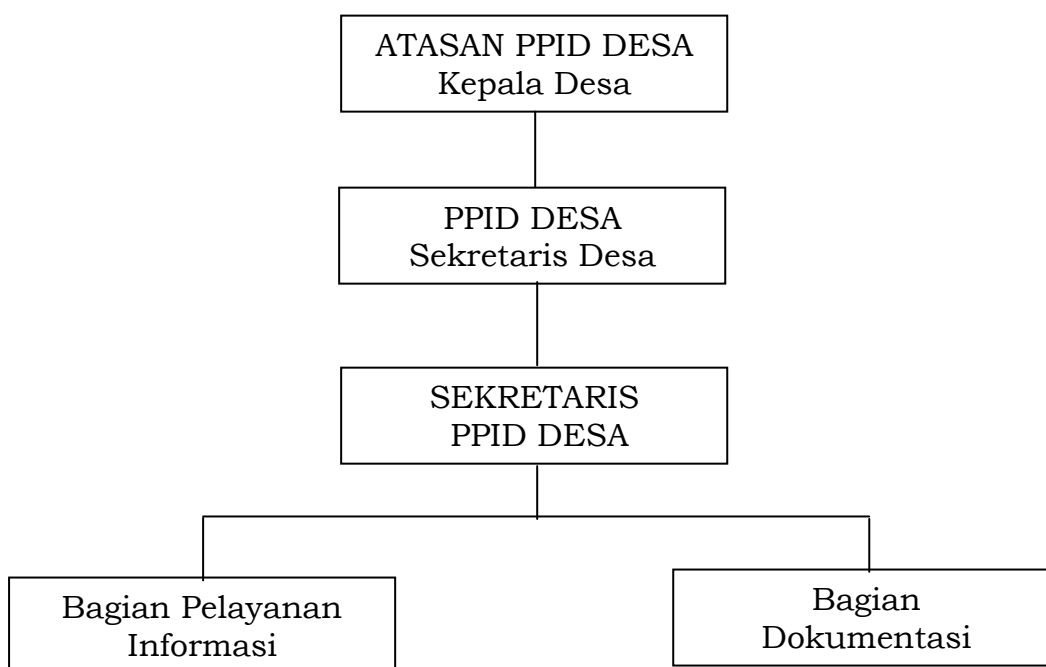 ATASAN PPID DESA
Kepala Desa
PPID DESA
Sekretaris Desa
SEKRETARIS
PPID DESA
Bagian Pelayanan
Informasi
Bagian
Dokumentasi